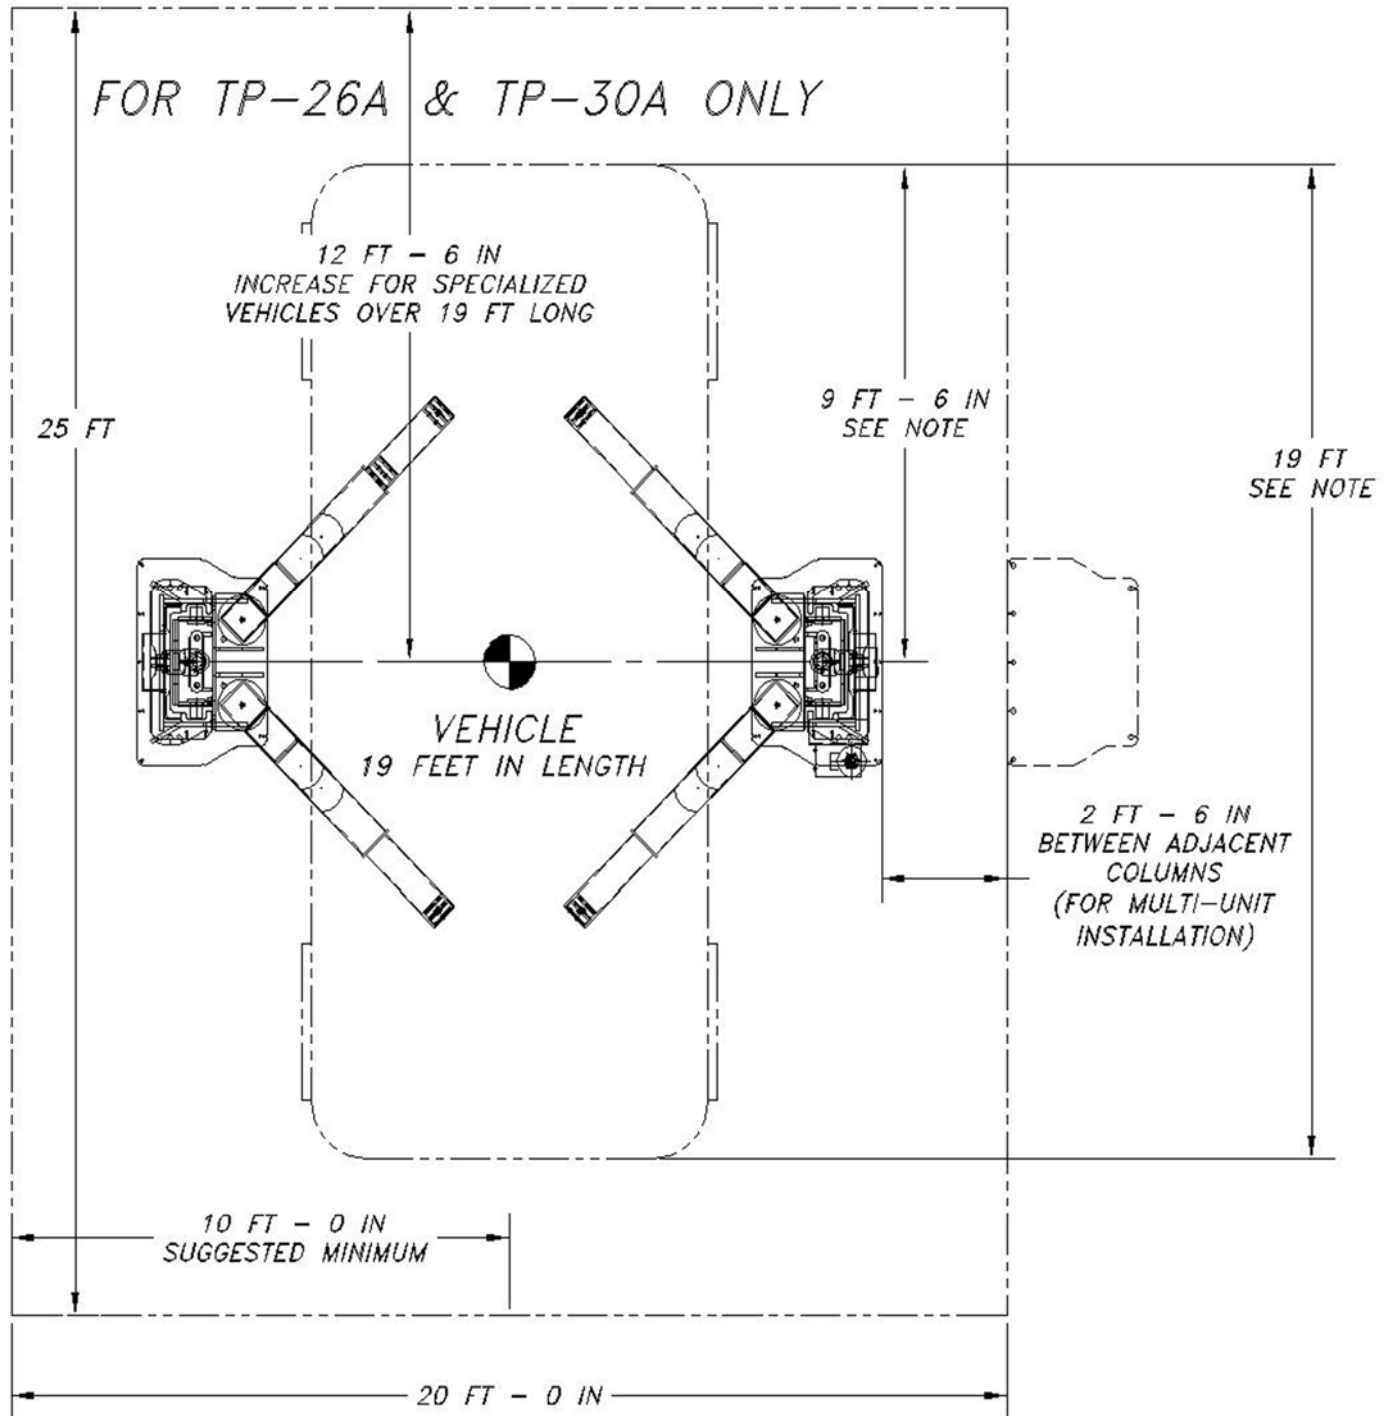 FOR TP-26A & TP-30A ONLY
12 FT - 6 IN
INCREASE FOR SPECIALIZED
VEHICLES OVER 19 FT LONG
25 FT
9 FT - 6 IN
SEE NOTE
19 FT
SEE NOTE
VEHICLE
19 FEET IN LENGTH
2 FT - 6 IN
BETWEEN ADJACENT
COLUMNS
(FOR MULTI-UNIT
INSTALLATION)
10 FT - 0 IN
SUGGESTED MINIMUM
20 FT - 0 IN